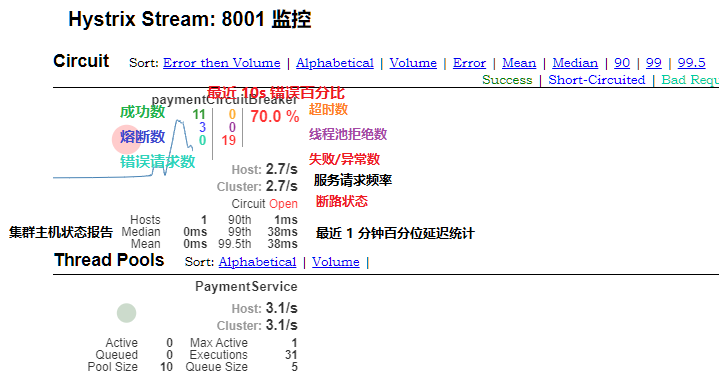 Hystrix Stream: 8001 监控
Circuit Sort: Error then Volume | Alphabetical | Volume | Error | Mean | Median | 90 | 99 | 99.5
Success | Short-Circuited | Bad Requ
最近 10s 错误百分比
paymentCircuitBreaker
成功数 11 0 70.0 % 超时数
熔断数 3 0 线程池拒绝数
错误请求数 0 19 失败/异常数
Host: 2.7/s 服务请求频率
Cluster: 2.7/s
Circuit Open 断路状态
Hosts 1 90th 1ms
集群主机状态报告 Median 0ms 99th 38ms 最近 1 分钟百分位延迟统计
Mean 0ms 99.5th 38ms
Thread Pools Sort: Alphabetical | Volume |
PaymentService
Host: 3.1/s
Cluster: 3.1/s
Active 0 Max Active 1
Queued 0 Executions 31
Pool Size 10 Queue Size 5